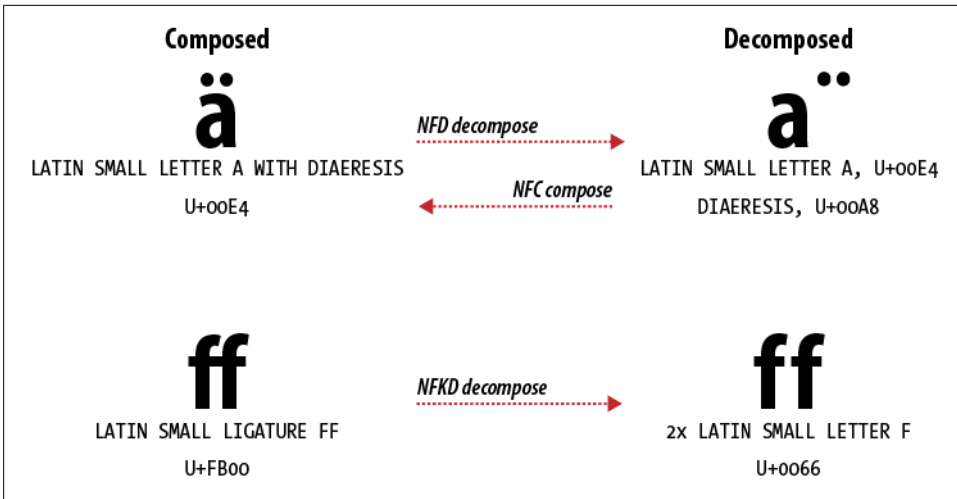 Composed
Decomposed
ä
a ¨
NFD decompose
LATIN SMALL LETTER A WITH DIAERESIS
LATIN SMALL LETTER A, U+00E4
NFC compose
U+00E4
DIAERESIS, U+00A8
ff
f f
NFKD decompose
LATIN SMALL LIGATURE FF
2x LATIN SMALL LETTER F
U+FB00
U+0066